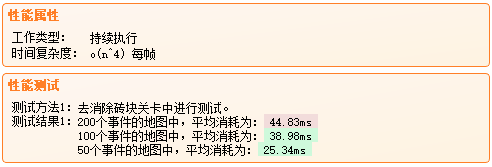 性能属性
工作类型： 持续执行
时间复杂度： o(n^4) 每帧
性能测试
测试方法1：去消除砖块关卡中进行测试。
测试结果1：200个事件的地图中，平均消耗为： 44.83ms
100个事件的地图中，平均消耗为： 38.98ms
50个事件的地图中，平均消耗为： 25.34ms